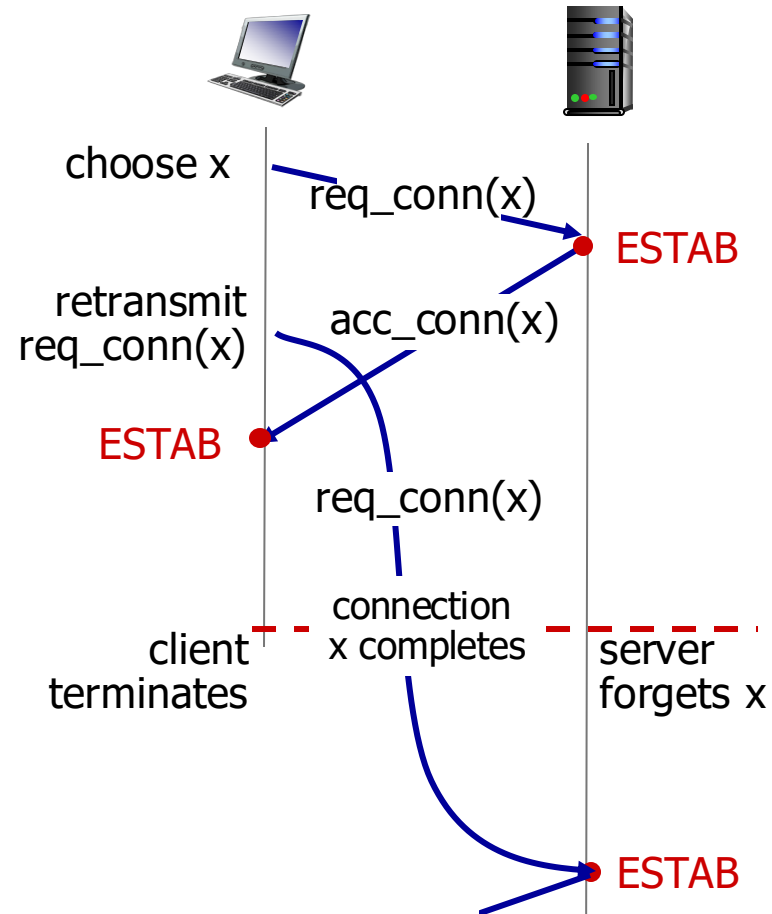 choose x
req_conn(x)
ESTAB
retransmit
req_conn(x)
acc_conn(x)
ESTAB
req_conn(x)
connection
x completes
client
terminates
server
forgets x
ESTAB